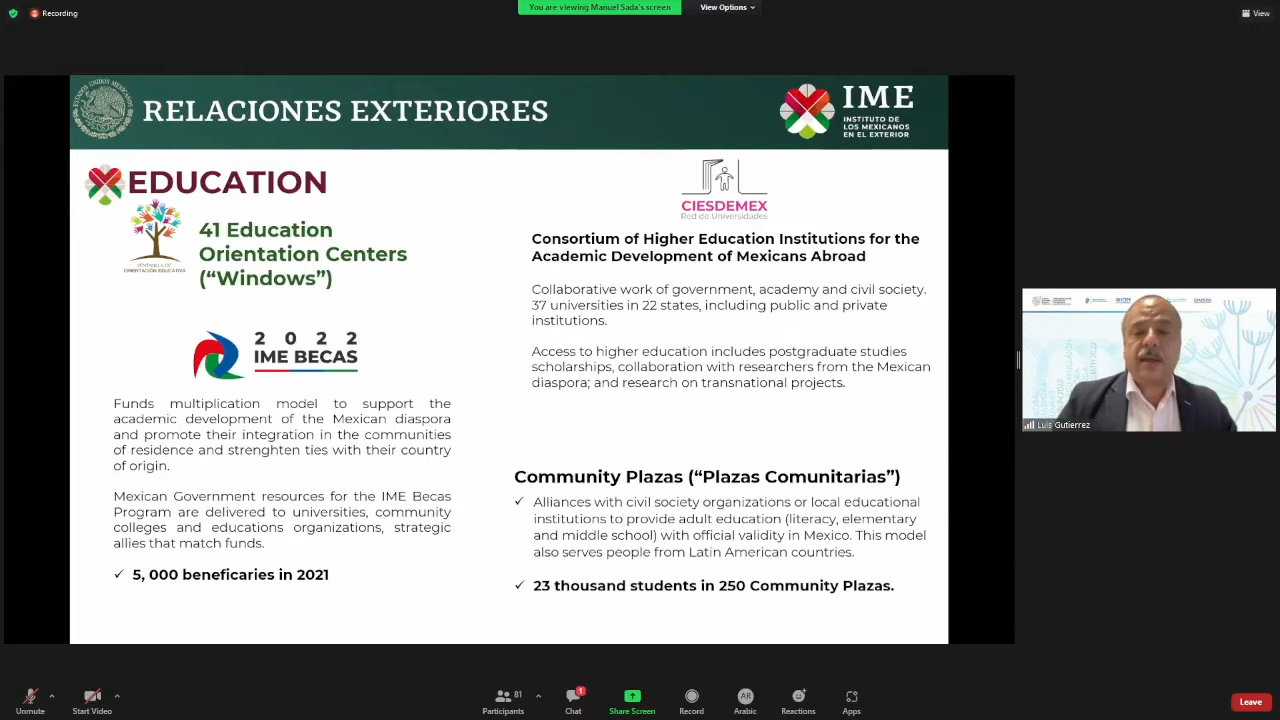 Recording
You are viewing Manuel Sada's screen
View Options
View
ESTADOS UNIDOS MEXICANOS
RELACIONES EXTERIORES
IME
INSTITUTO DE
LOS MEXICANOS
EN EL EXTERIOR
EDUCATION
VENTANILLA DE
ORIENTACIÓN EDUCATIVA
41 Education
Orientation Centers
(“Windows”)
2022
IME BECAS
Funds multiplication model to support the
academic development of the Mexican diaspora
and promote their integration in the communities
of residence and strenghten ties with their country
of origin.
Mexican Government resources for the IME Becas
Program are delivered to universities, community
colleges and educations organizations, strategic
allies that match funds.
✓ 5, 000 beneficaries in 2021
CIESDEMEX
Red de Universidades
Consortium of Higher Education Institutions for the
Academic Development of Mexicans Abroad
Collaborative work of government, academy and civil society.
37 universities in 22 states, including public and private
institutions.
Access to higher education includes postgraduate studies
scholarships, collaboration with researchers from the Mexican
diaspora; and research on transnational projects.
Community Plazas (“Plazas Comunitarias”)
✓ Alliances with civil society organizations or local educational
institutions to provide adult education (literacy, elementary
and middle school) with official validity in Mexico. This model
also serves people from Latin American countries.
✓ 23 thousand students in 250 Community Plazas.
Luis Gutierrez
Unmute
Start Video
81
Participants
1
Chat
Share Screen
Record
AR
Arabic
Reactions
Apps
Leave